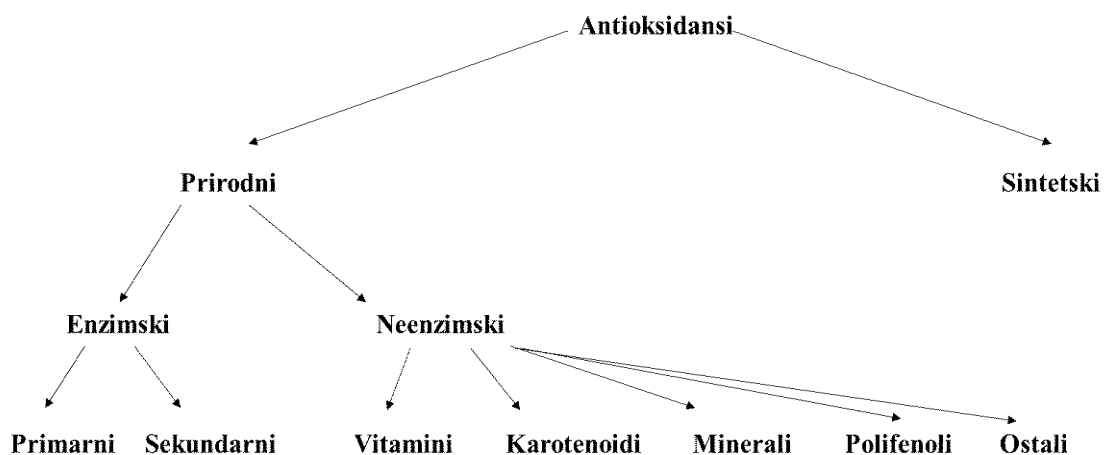 Antioksidansi
Prirodni Sintetski
Enzimski Neenzimski
Primarni Sekundarni Vitamini Karotenoidi Minerali Polifenoli Ostali